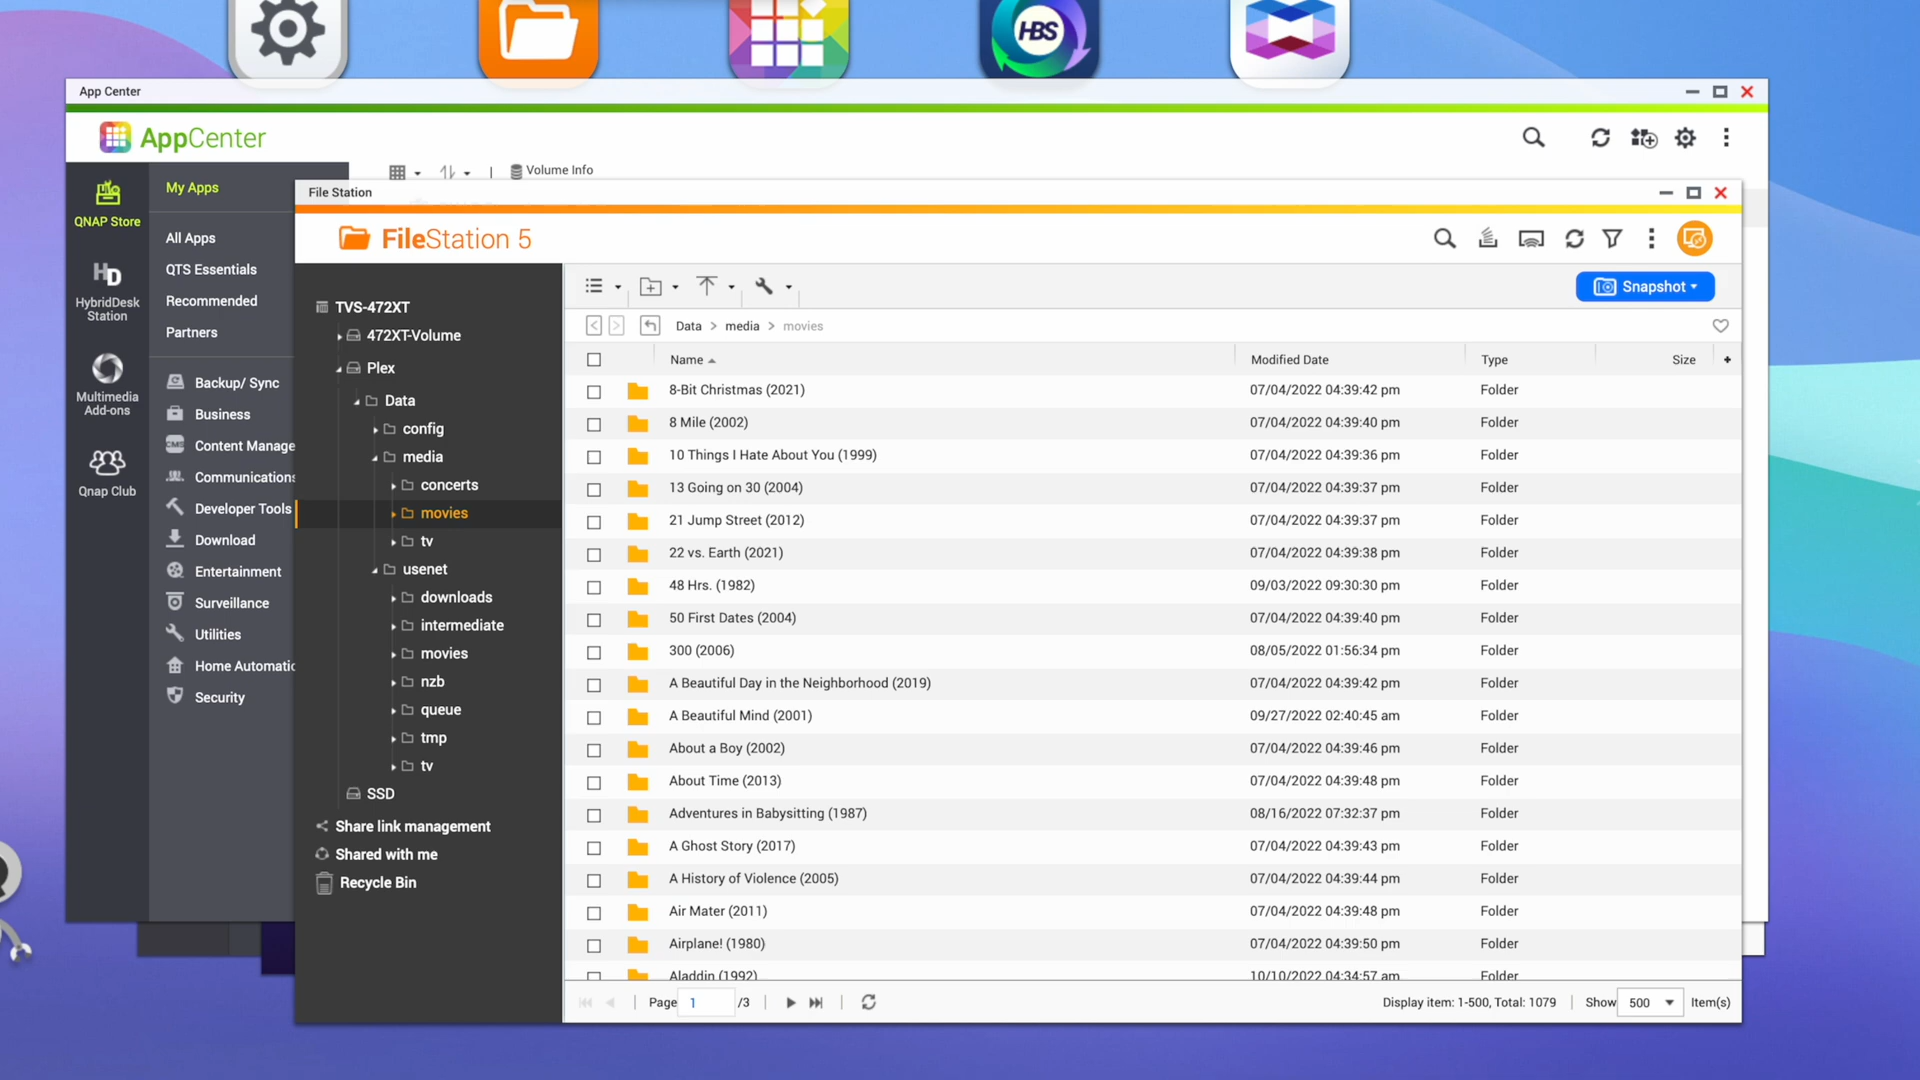 HBS
App Center
AppCenter
Volume Info
QNAP Store
HD
HybridDesk
Station
Multimedia
Add-ons
Qnap Club
My Apps
All Apps
QTS Essentials
Recommended
Partners
Backup/ Sync
Business
CMS Content Manage
Communications
Developer Tools
Download
Entertainment
Surveillance
Utilities
Home Automatic
Security
File Station
FileStation 5
TVS-472XT
472XT-Volume
Plex
Data
config
media
concerts
movies
tv
usenet
downloads
intermediate
movies
nzb
queue
tmp
tv
SSD
Share link management
Shared with me
Recycle Bin
Snapshot
Data > media > movies
Name Modified Date Type Size
8-Bit Christmas (2021) 07/04/2022 04:39:42 pm Folder
8 Mile (2002) 07/04/2022 04:39:40 pm Folder
10 Things I Hate About You (1999) 07/04/2022 04:39:36 pm Folder
13 Going on 30 (2004) 07/04/2022 04:39:37 pm Folder
21 Jump Street (2012) 07/04/2022 04:39:37 pm Folder
22 vs. Earth (2021) 07/04/2022 04:39:38 pm Folder
48 Hrs. (1982) 09/03/2022 09:30:30 pm Folder
50 First Dates (2004) 07/04/2022 04:39:40 pm Folder
300 (2006) 08/05/2022 01:56:34 pm Folder
A Beautiful Day in the Neighborhood (2019) 07/04/2022 04:39:42 pm Folder
A Beautiful Mind (2001) 09/27/2022 02:40:45 am Folder
About a Boy (2002) 07/04/2022 04:39:46 pm Folder
About Time (2013) 07/04/2022 04:39:48 pm Folder
Adventures in Babysitting (1987) 08/16/2022 07:32:37 pm Folder
A Ghost Story (2017) 07/04/2022 04:39:43 pm Folder
A History of Violence (2005) 07/04/2022 04:39:44 pm Folder
Air Mater (2011) 07/04/2022 04:39:48 pm Folder
Airplane! (1980) 07/04/2022 04:39:50 pm Folder
Aladdin (1992) 10/10/2022 04:34:57 am Folder
Page 1 /3 Display item: 1-500, Total: 1079 Show 500 Item(s)